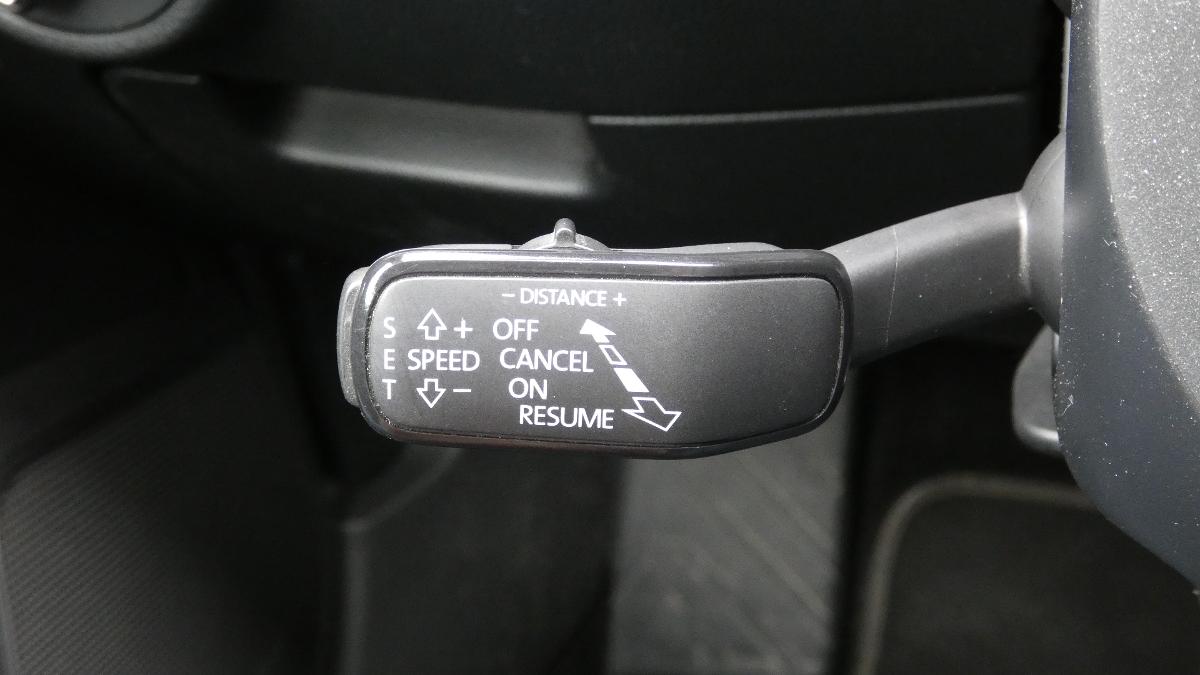 − DISTANCE +
S ⇧ + OFF
E SPEED CANCEL
T ⇩ − ON
RESUME